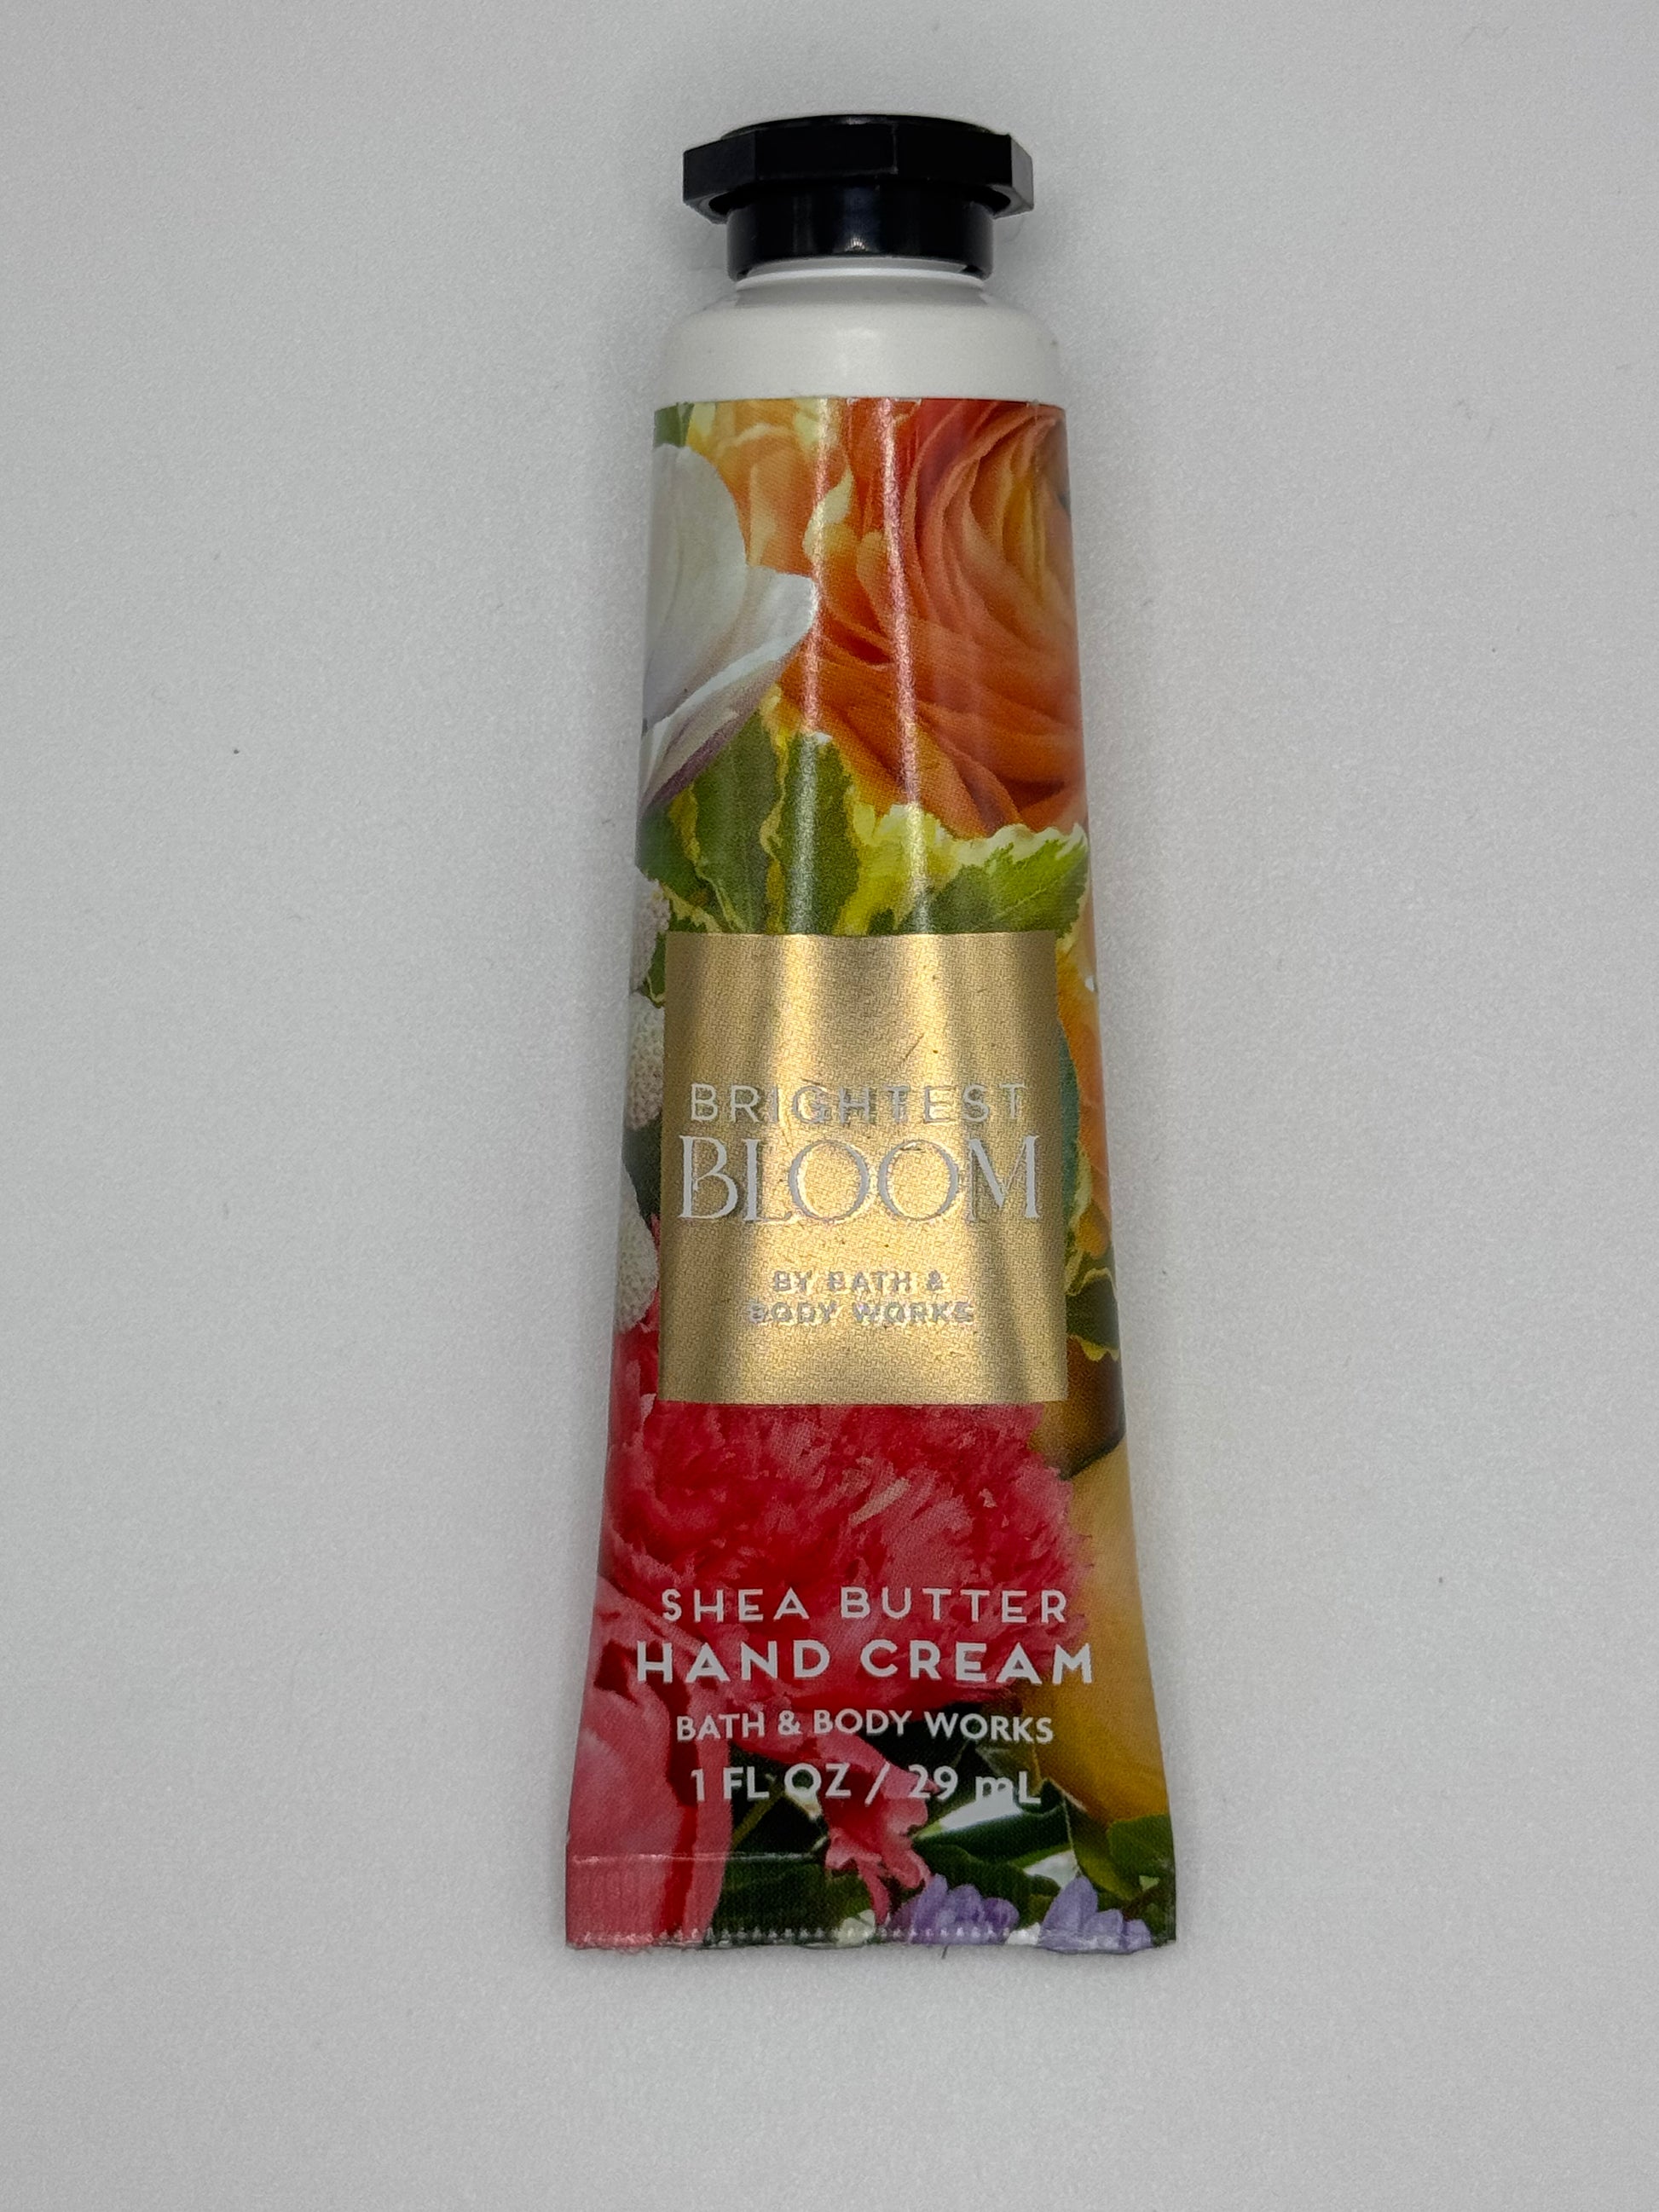 BRIGHTEST
BLOOM
BY BATH &
BODY WORKS
SHEA BUTTER
HAND CREAM
BATH & BODY WORKS
1 FL OZ / 29 mL